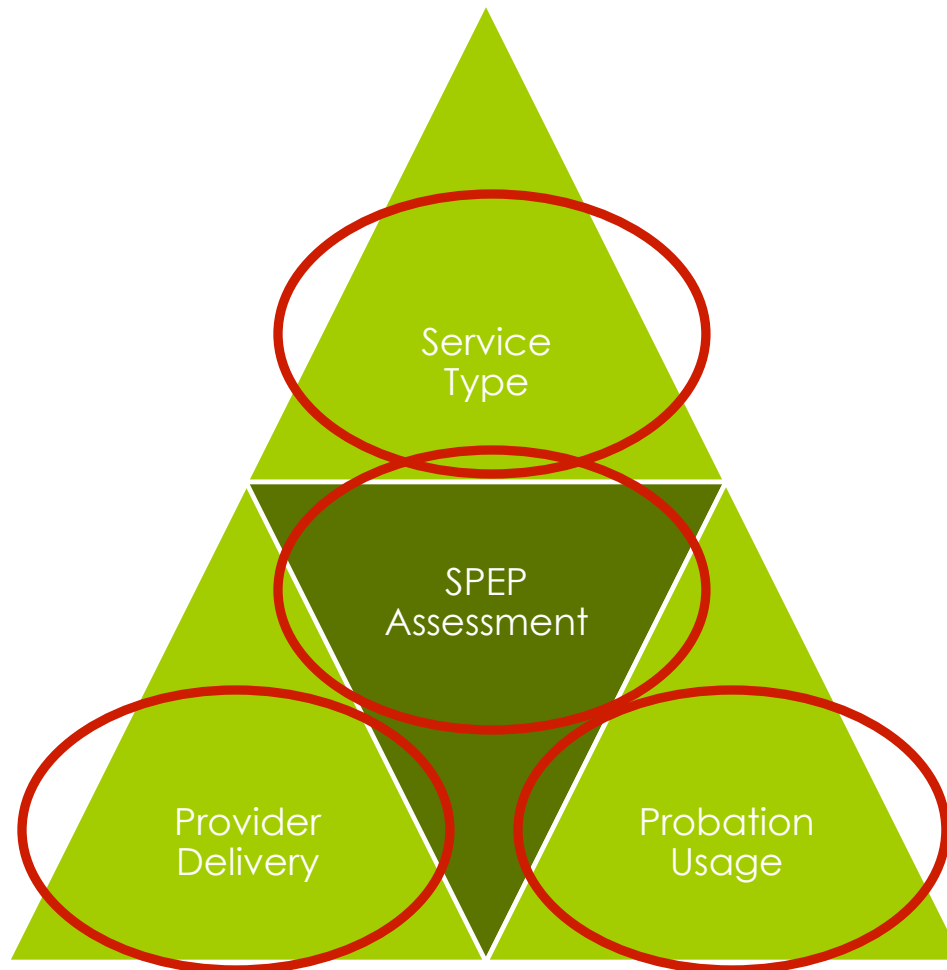 Service
Type
SPEP
Assessment
Provider
Delivery
Probation
Usage